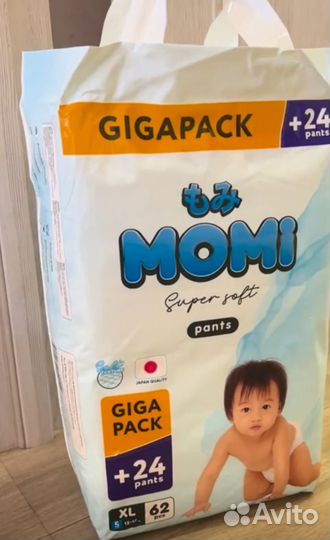 GIGAPACK
+24
pants
もみ
MOMi
Super soft
pants
JAPAN QUALITY
GIGA
PACK
+24
pants
XL
5
62
pcs
Avito